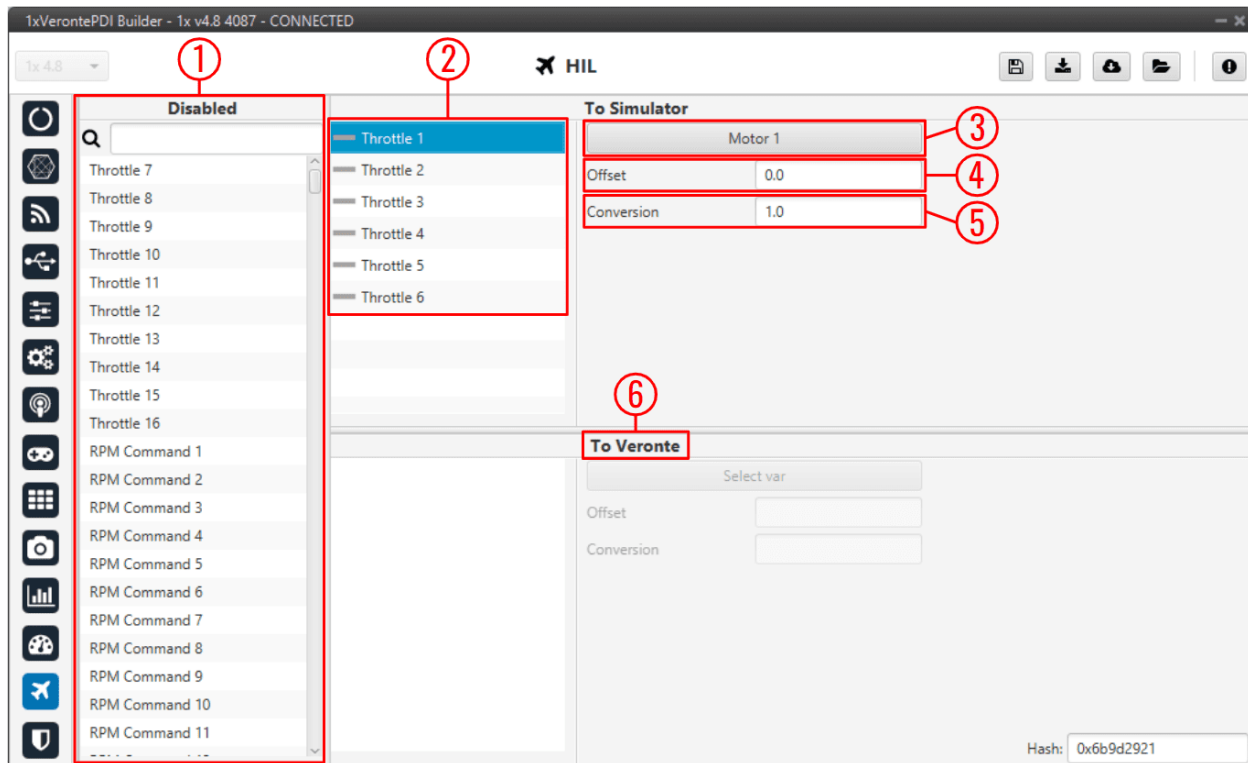 1xVerontePDI Builder - 1x v4.8 4087 - CONNECTED
1x 4.8
HIL
1
2
3
4
5
6
Disabled
Throttle 7
Throttle 8
Throttle 9
Throttle 10
Throttle 11
Throttle 12
Throttle 13
Throttle 14
Throttle 15
Throttle 16
RPM Command 1
RPM Command 2
RPM Command 3
RPM Command 4
RPM Command 5
RPM Command 6
RPM Command 7
RPM Command 8
RPM Command 9
RPM Command 10
RPM Command 11
Throttle 1
Throttle 2
Throttle 3
Throttle 4
Throttle 5
Throttle 6
To Simulator
Motor 1
Offset 0.0
Conversion 1.0
To Veronte
Select var
Offset
Conversion
Hash: 0x6b9d2921